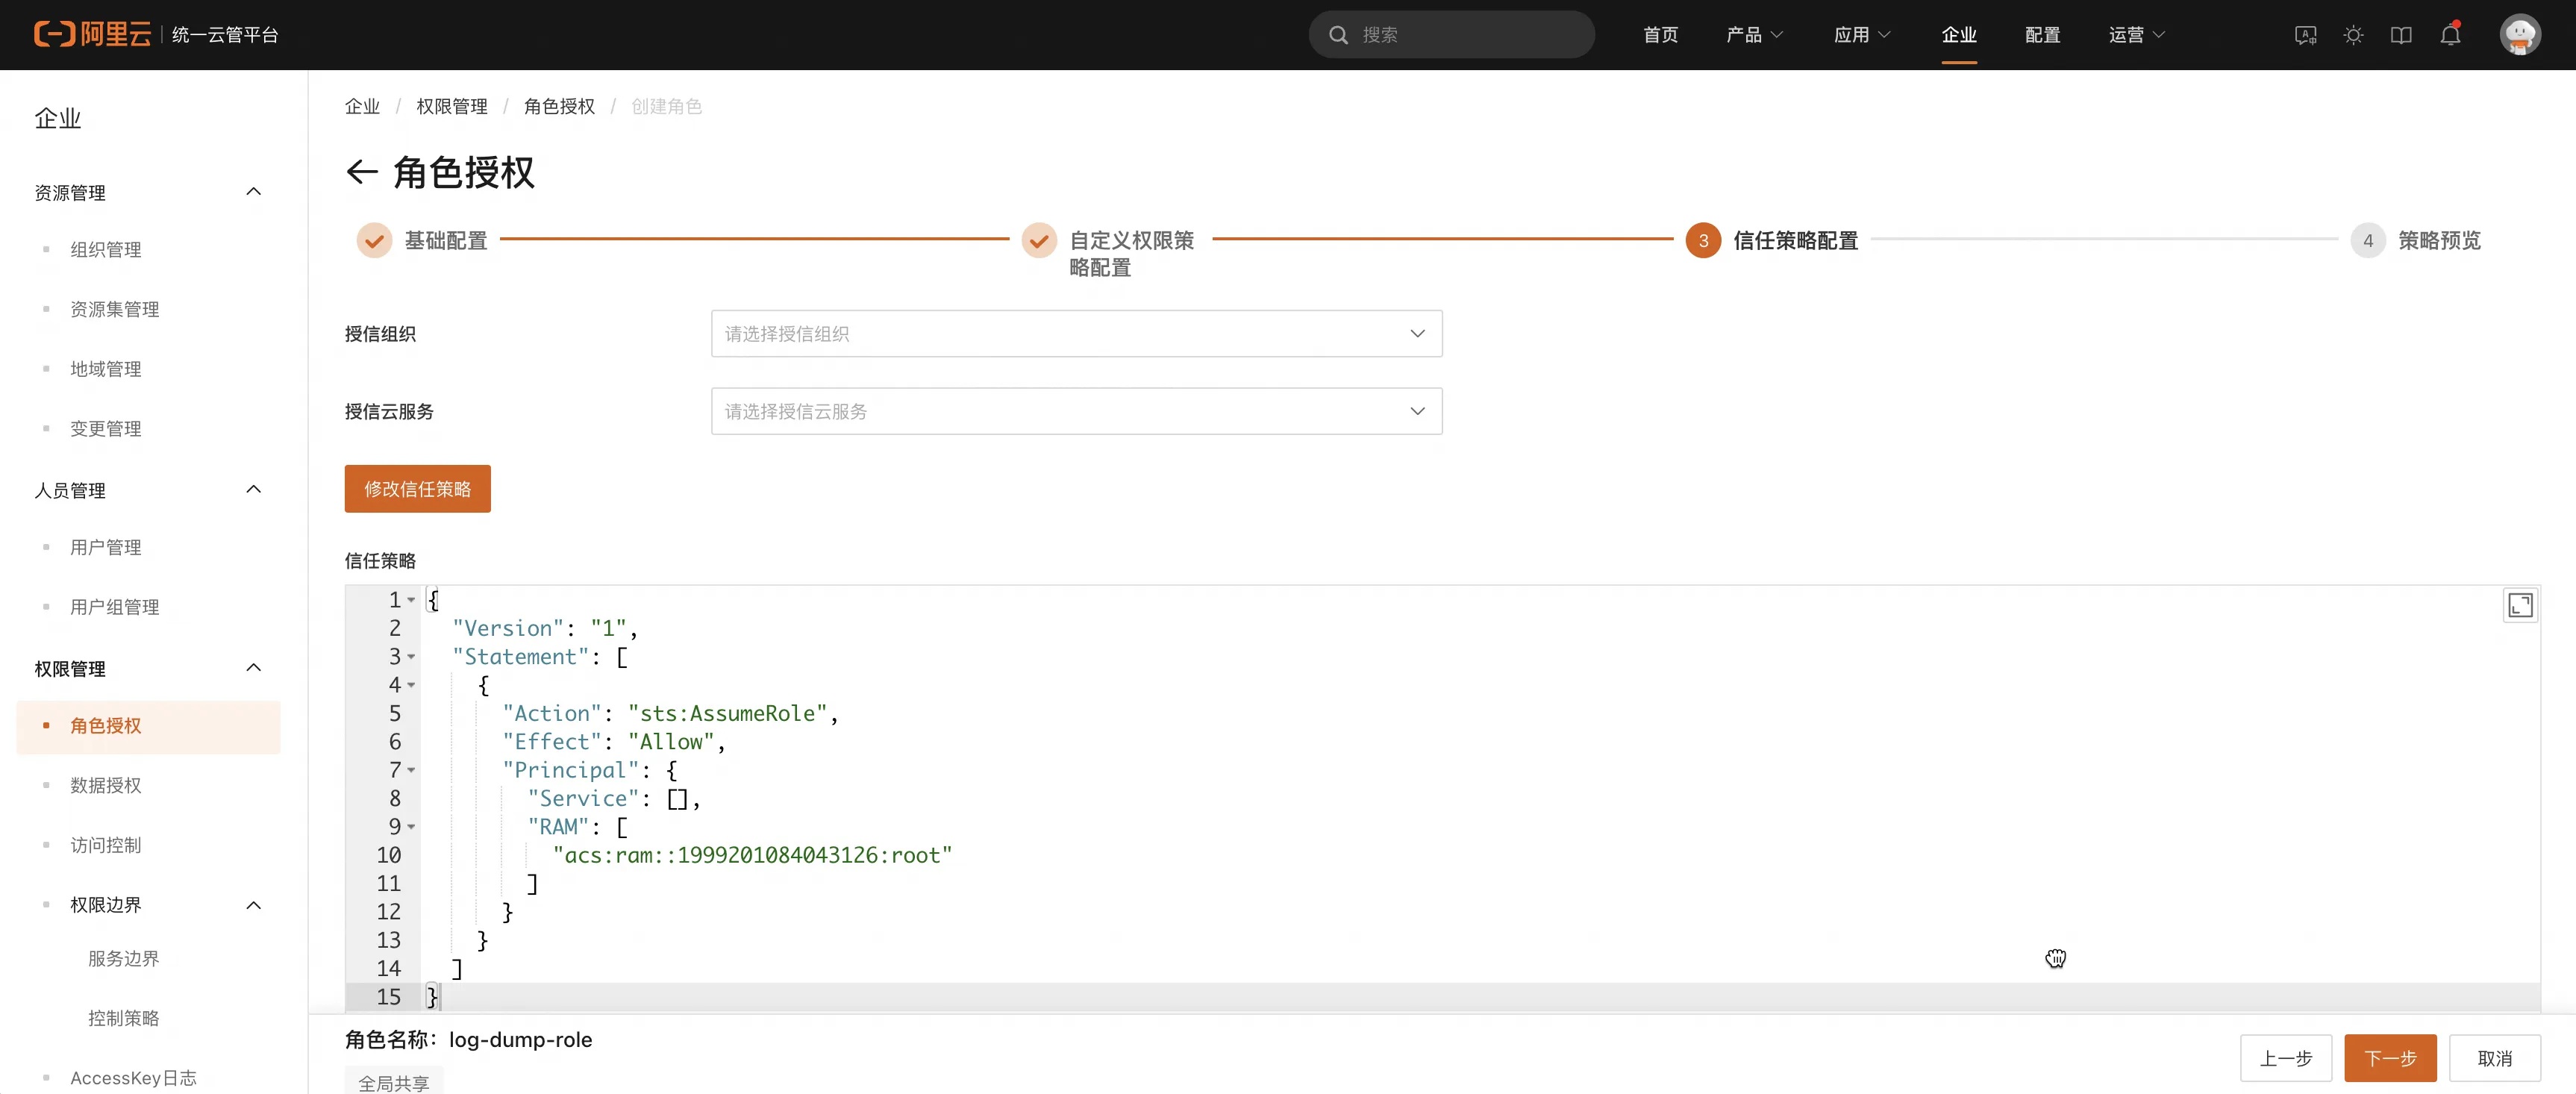 阿里云 统一云管平台
搜索
首页 产品 应用 企业 配置 运营
企业
资源管理
组织管理
资源集管理
地域管理
变更管理
人员管理
用户管理
用户组管理
权限管理
角色授权
数据授权
访问控制
权限边界
服务边界
控制策略
AccessKey日志
企业 / 权限管理 / 角色授权 / 创建角色
角色授权
基础配置
自定义权限策
略配置
3 信任策略配置
4 策略预览
授信组织 请选择授信组织
授信云服务 请选择授信云服务
修改信任策略
信任策略
1 {
2 "Version": "1",
3 "Statement": [
4 {
5 "Action": "sts:AssumeRole",
6 "Effect": "Allow",
7 "Principal": {
8 "Service": [],
9 "RAM": [
10 "acs:ram::1999201084043126:root"
11 ]
12 }
13 }
14 ]
15 }
角色名称：log-dump-role
全局共享
上一步 下一步 取消